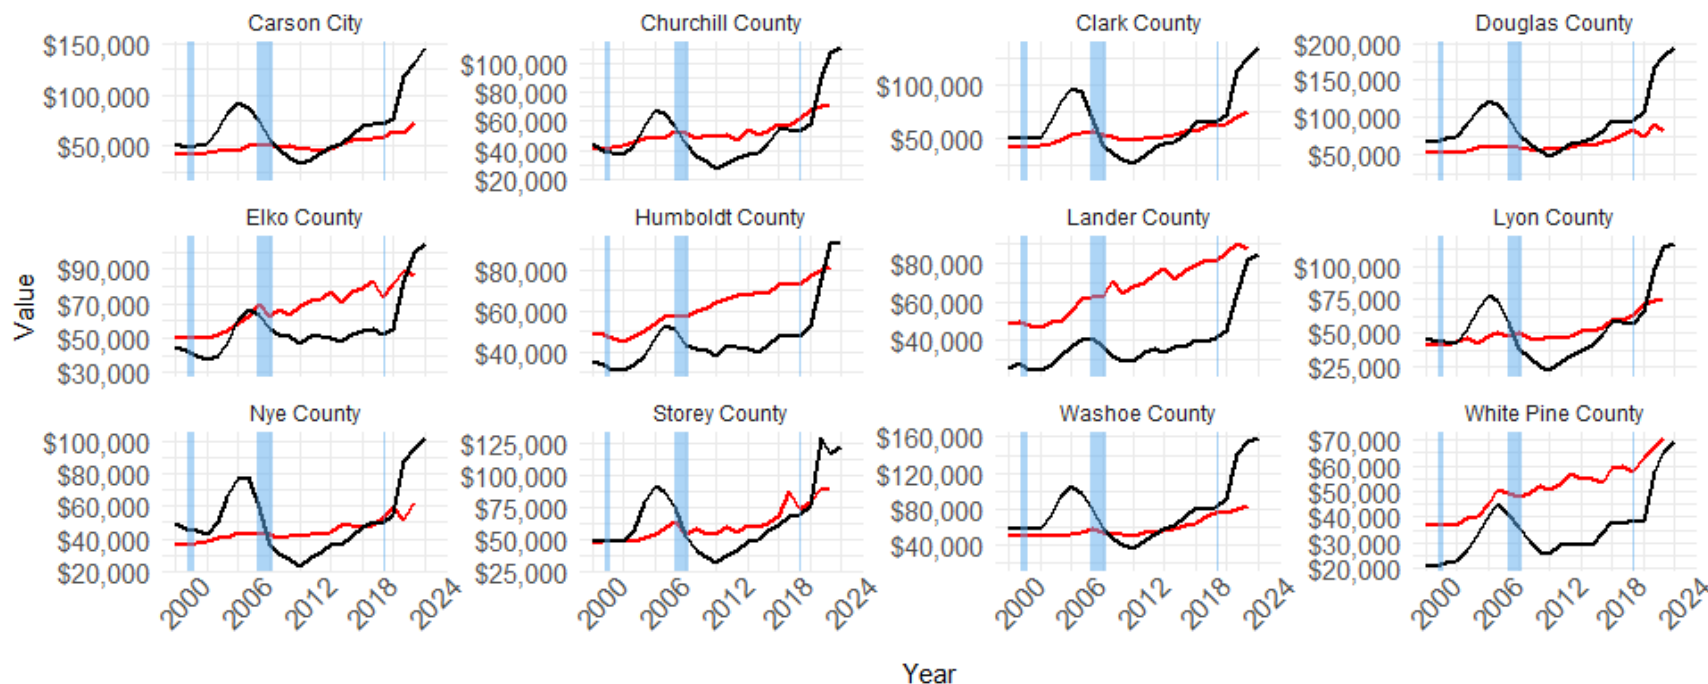 Carson City
Churchill County
Clark County
Douglas County
$150,000
$100,000
$50,000
$100,000
$80,000
$60,000
$40,000
$20,000
$100,000
$50,000
$200,000
$150,000
$100,000
$50,000
Elko County
Humboldt County
Lander County
Lyon County
$90,000
$70,000
$50,000
$30,000
$80,000
$60,000
$40,000
$80,000
$60,000
$40,000
$100,000
$75,000
$50,000
$25,000
Value
Nye County
Storey County
Washoe County
White Pine County
$100,000
$80,000
$60,000
$40,000
$20,000
$125,000
$100,000
$75,000
$50,000
$25,000
$160,000
$120,000
$80,000
$40,000
$70,000
$60,000
$50,000
$40,000
$30,000
$20,000
2000 2006 2012 2018 2024
2000 2006 2012 2018 2024
2000 2006 2012 2018 2024
2000 2006 2012 2018 2024
Year